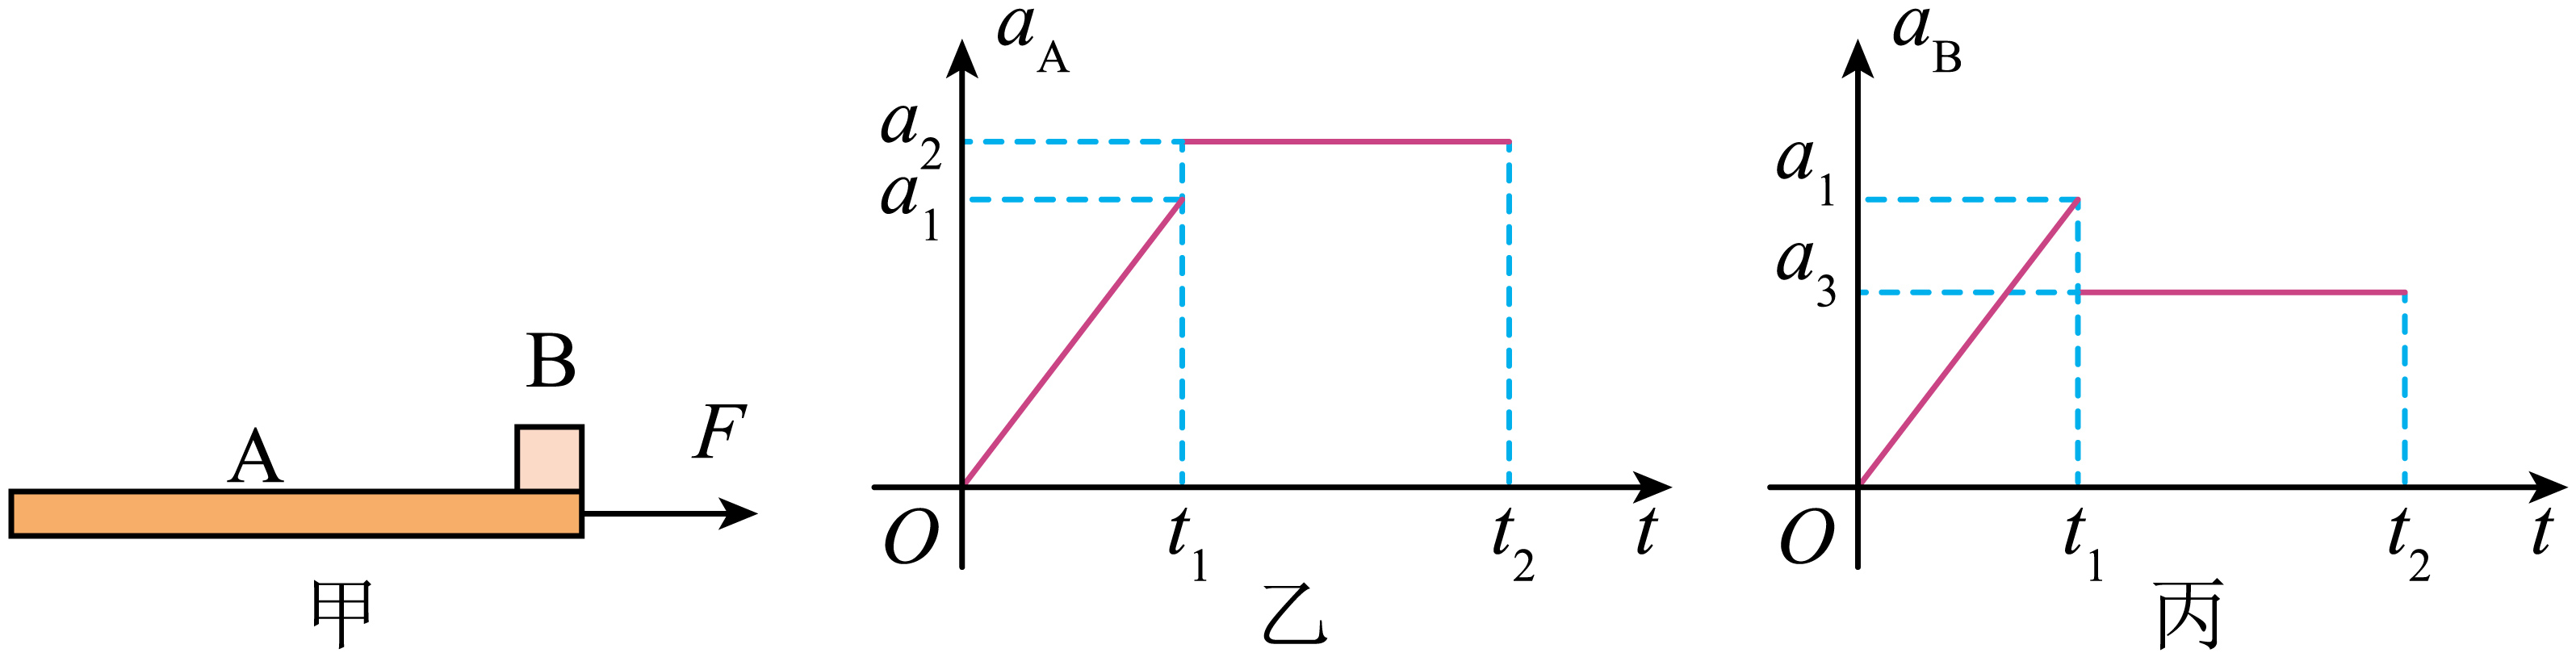 A
B
F
甲
a_A
a_2
a_1
O
t_1
t_2
t
乙
a_B
a_1
a_3
O
t_1
t_2
t
丙